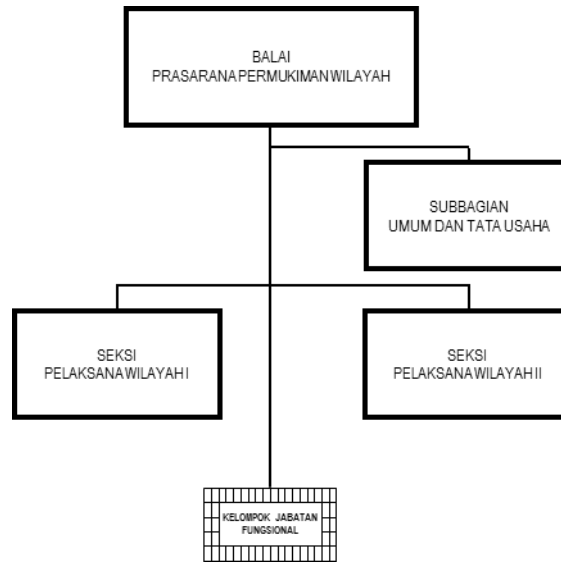 BALAI
PRASARANA PERMUKIMAN WILAYAH
SUBBAGIAN
UMUM DAN TATA USAHA
SEKSI
PELAKSANA WILAYAH I
SEKSI
PELAKSANA WILAYAH II
KELOMPOK JABATAN
FUNGSIONAL